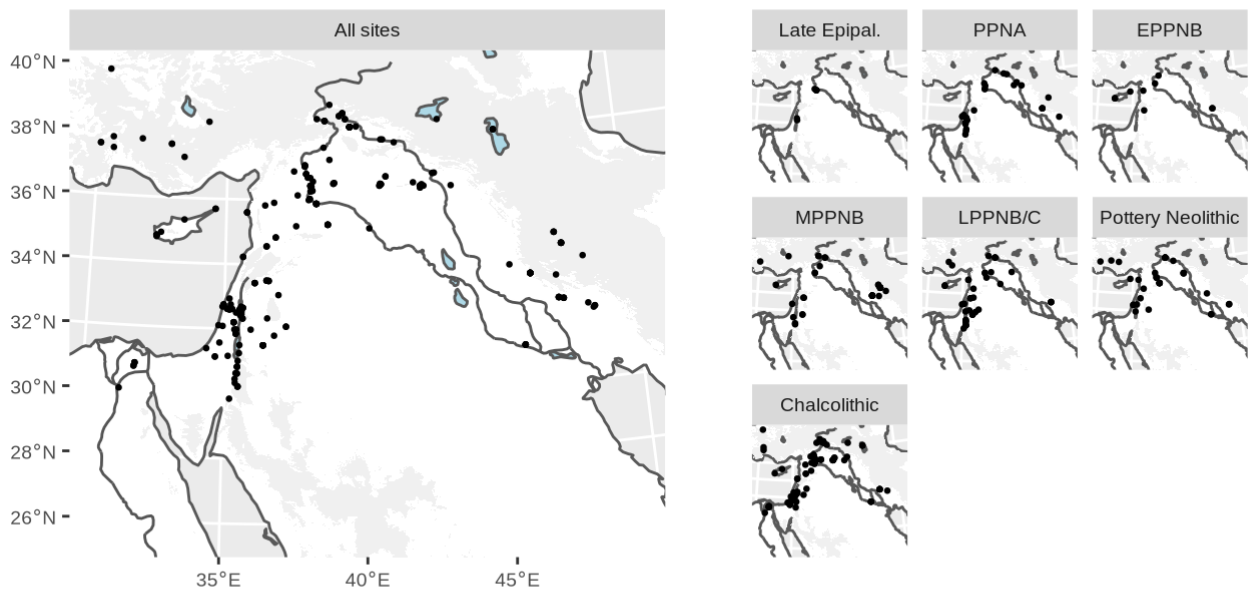 All sites
40°N
38°N
36°N
34°N
32°N
30°N
28°N
26°N
35°E
40°E
45°E
Late Epipal.
PPNA
EPPNB
MPPNB
LPPNB/C
Pottery Neolithic
Chalcolithic